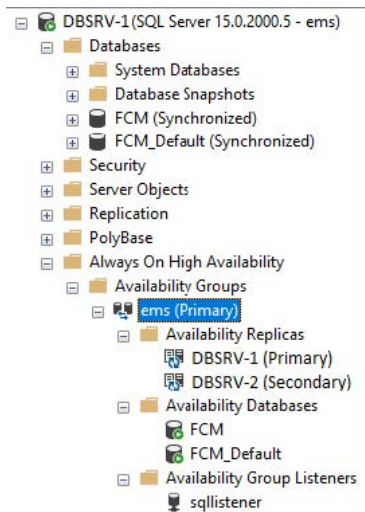 DBSRV-1(SQL Server 15.0.2000.5 - ems)
Databases
System Databases
Database Snapshots
FCM (Synchronized)
FCM_Default (Synchronized)
Security
Server Objects
Replication
PolyBase
Always On High Availability
Availability Groups
ems (Primary)
Availability Replicas
DBSRV-1 (Primary)
DBSRV-2 (Secondary)
Availability Databases
FCM
FCM_Default
Availability Group Listeners
sqllistener